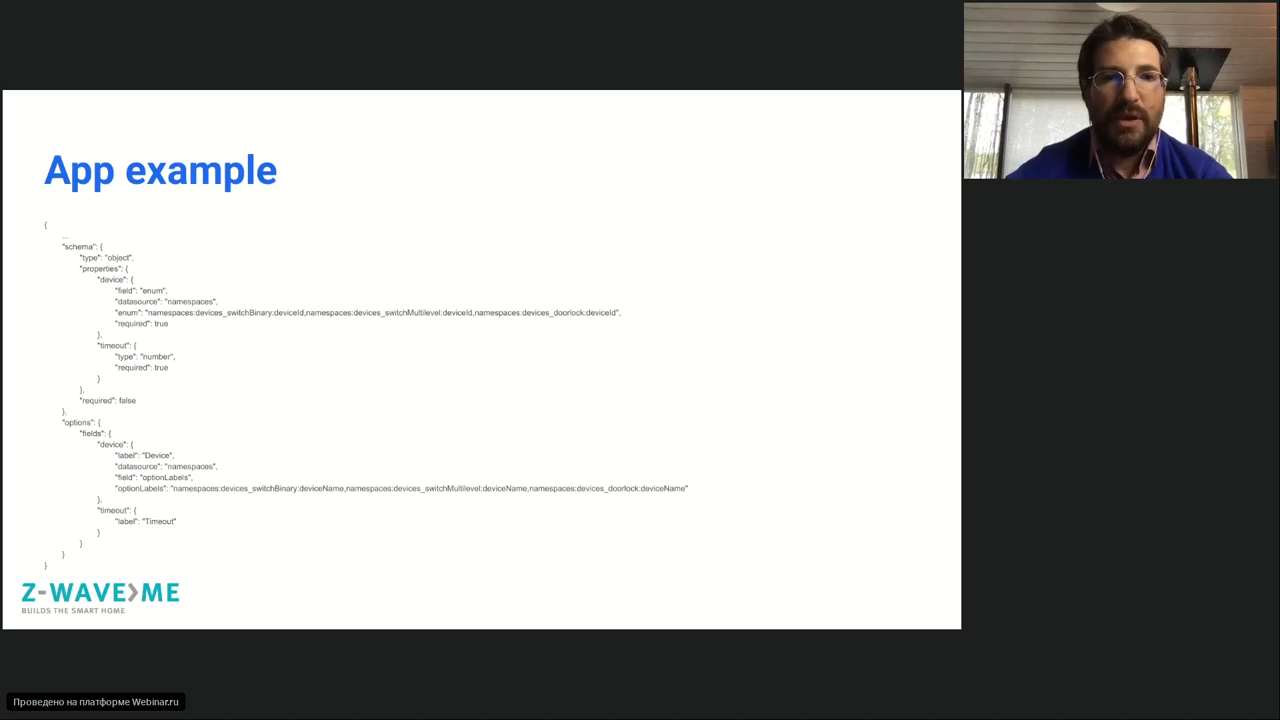 App example
{
...
"schema": {
"type": "object",
"properties": {
"device": {
"field": "enum",
"datasource": "namespaces",
"enum": "namespaces:devices_switchBinary:deviceId,namespaces:devices_switchMultilevel:deviceId,namespaces:devices_doorlock:deviceId",
"required": true
},
"timeout": {
"type": "number",
"required": true
}
},
"required": false
},
"options": {
"fields": {
"device": {
"label": "Device",
"datasource": "namespaces",
"field": "optionLabels",
"optionLabels": "namespaces:devices_switchBinary:deviceName,namespaces:devices_switchMultilevel:deviceName,namespaces:devices_doorlock:deviceName"
},
"timeout": {
"label": "Timeout"
}
}
}
}
Z-WAVE>ME
BUILDS THE SMART HOME
Проведено на платформе Webinar.ru